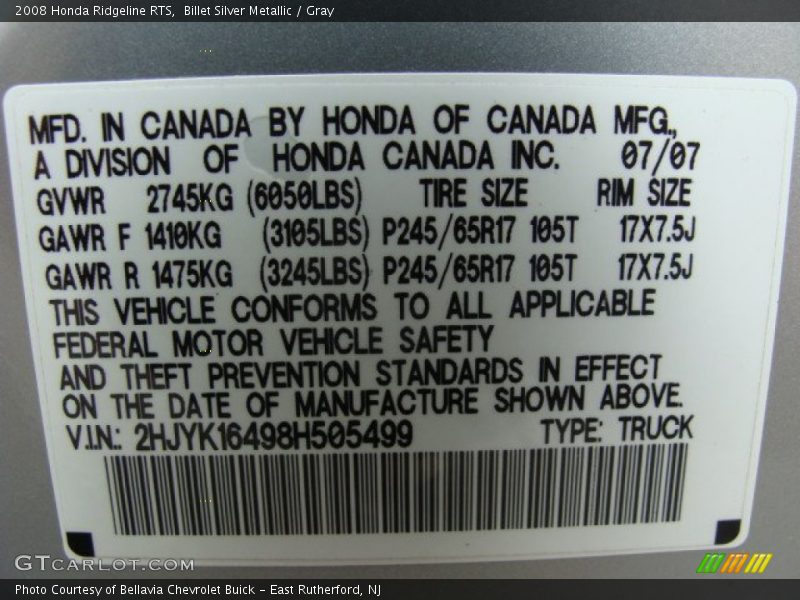 2008 Honda Ridgeline RTS,  Billet Silver Metallic / Gray
MFD. IN CANADA BY HONDA OF CANADA MFG.,
A DIVISION OF HONDA CANADA INC. 07/07
GVWR 2745KG (6050LBS) TIRE SIZE RIM SIZE
GAWR F 1410KG (3105LBS) P245/65R17 105T 17X7.5J
GAWR R 1475KG (3245LBS) P245/65R17 105T 17X7.5J
THIS VEHICLE CONFORMS TO ALL APPLICABLE
FEDERAL MOTOR VEHICLE SAFETY
AND THEFT PREVENTION STANDARDS IN EFFECT
ON THE DATE OF MANUFACTURE SHOWN ABOVE.
V.I.N.: 2HJYK16498H505499 TYPE: TRUCK
GTCARLOT.COM
Photo Courtesy of Bellavia Chevrolet Buick - East Rutherford, NJ